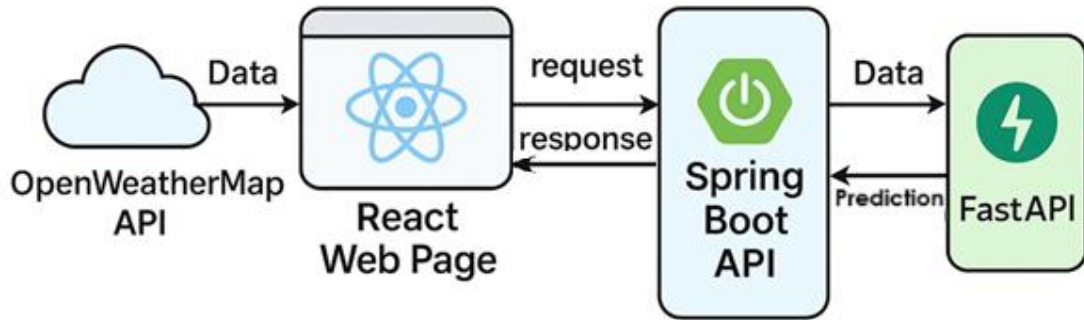 Data
OpenWeatherMap
API
React
Web Page
request
response
Spring
Boot
API
Data
Prediction
FastAPI